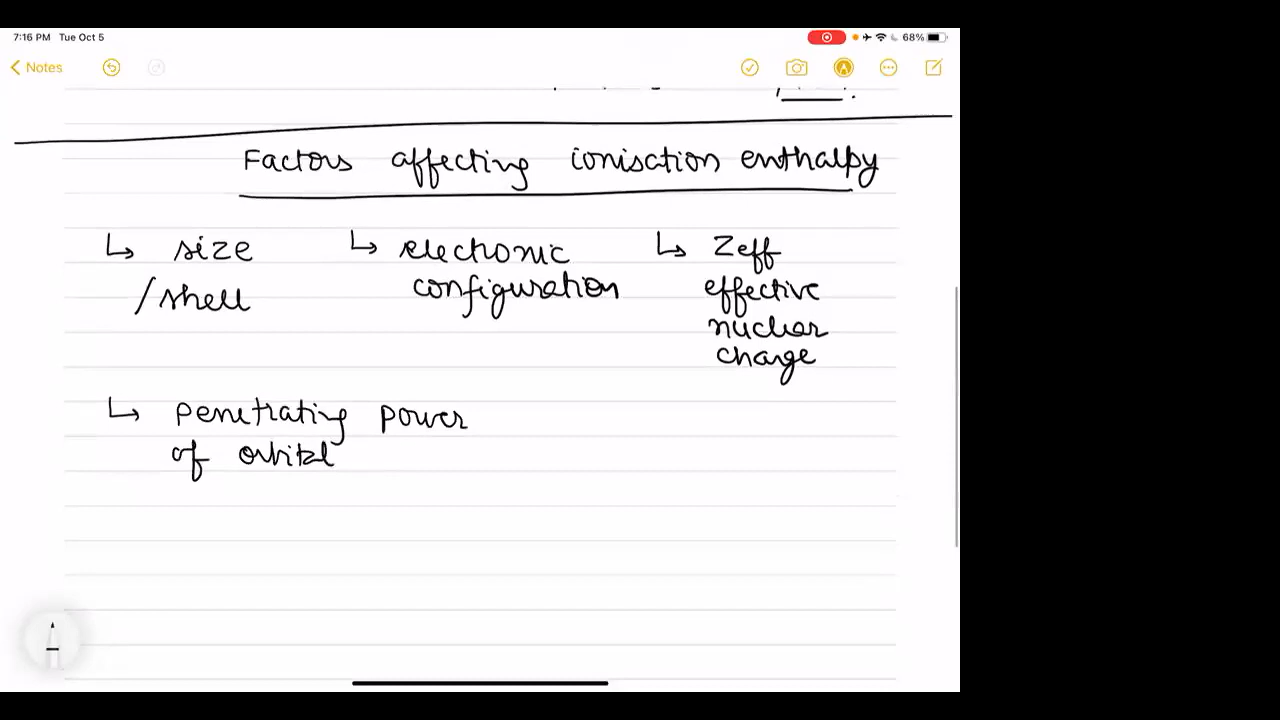 7:16 PM Tue Oct 5
68%
Notes
Factors affecting ionisation enthalpy
↳ size
/shell
↳ electronic
configuration
↳ Zeff
effective
nuclear
charge
↳ Penetrating power
of orbital